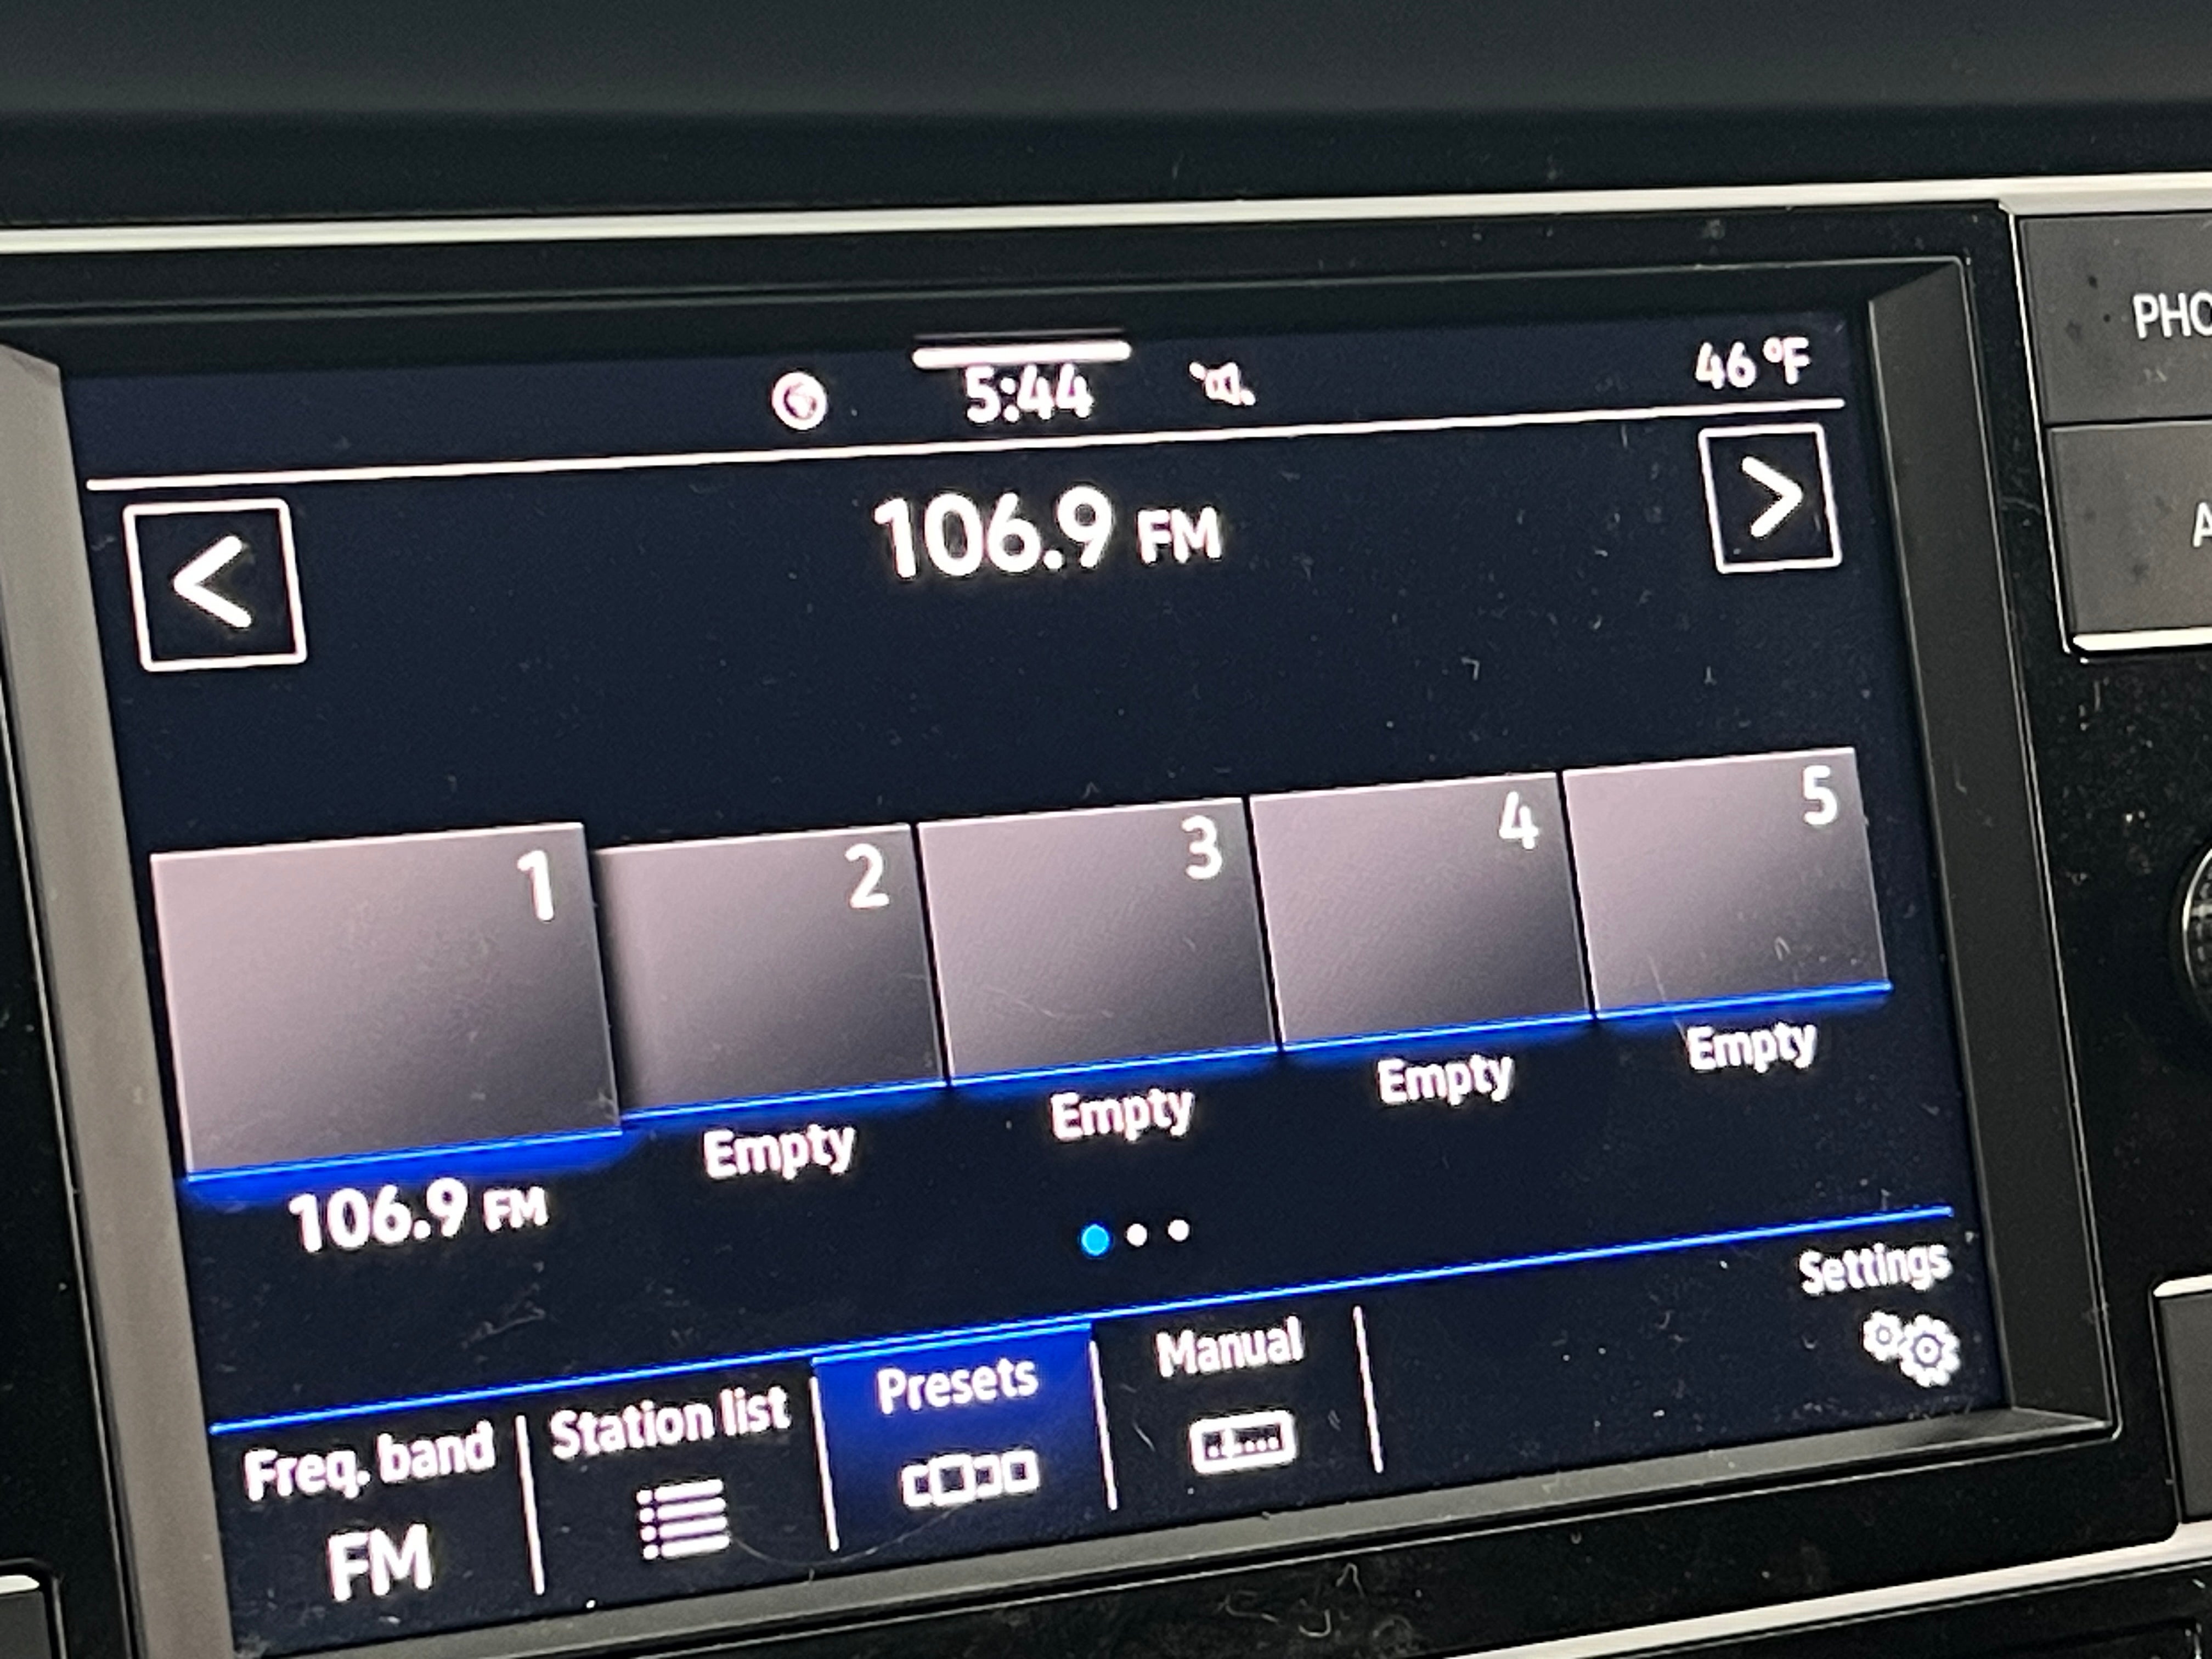 5:44
46 °F
PHO
A
<
106.9 FM
>
1
2
3
4
5
106.9 FM
Empty
Empty
Empty
Empty
Freq. band
FM
Station list
Presets
Manual
Settings